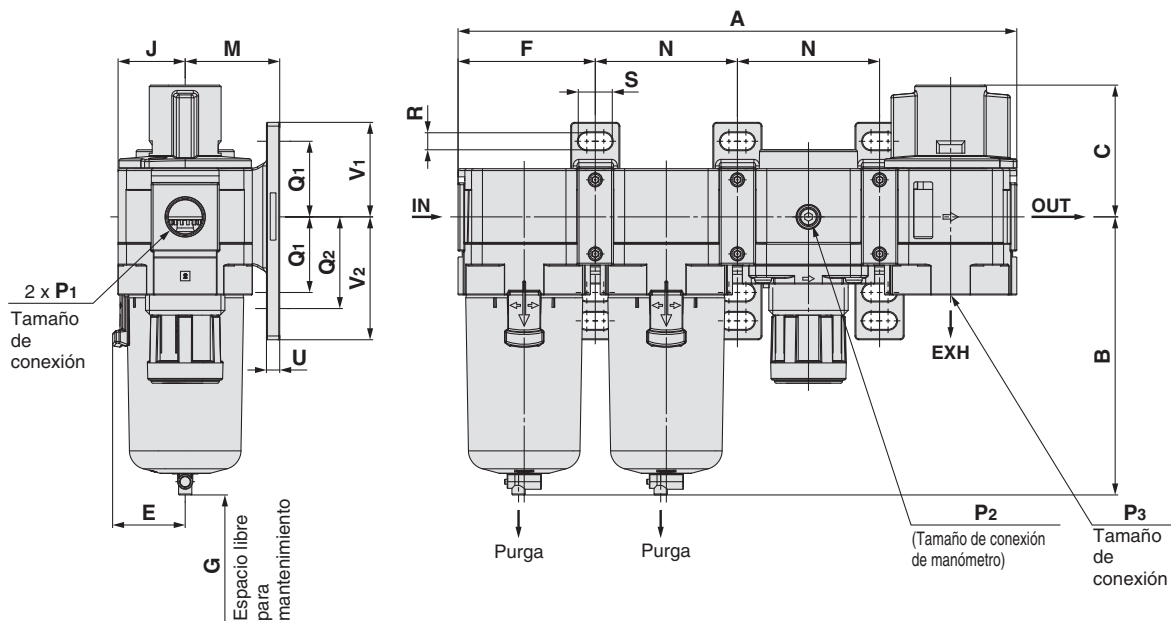 A
J
M
F
N
N
S
R
C
V1
Q1
IN
OUT
Q1
Q2
V2
2 x P1
Tamaño
de
conexión
U
EXH
B
E
P2
(Tamaño de conexión
de manómetro)
P3
Tamaño
de
conexión
Purga
Purga
G
Espacio libre
para
mantenimiento